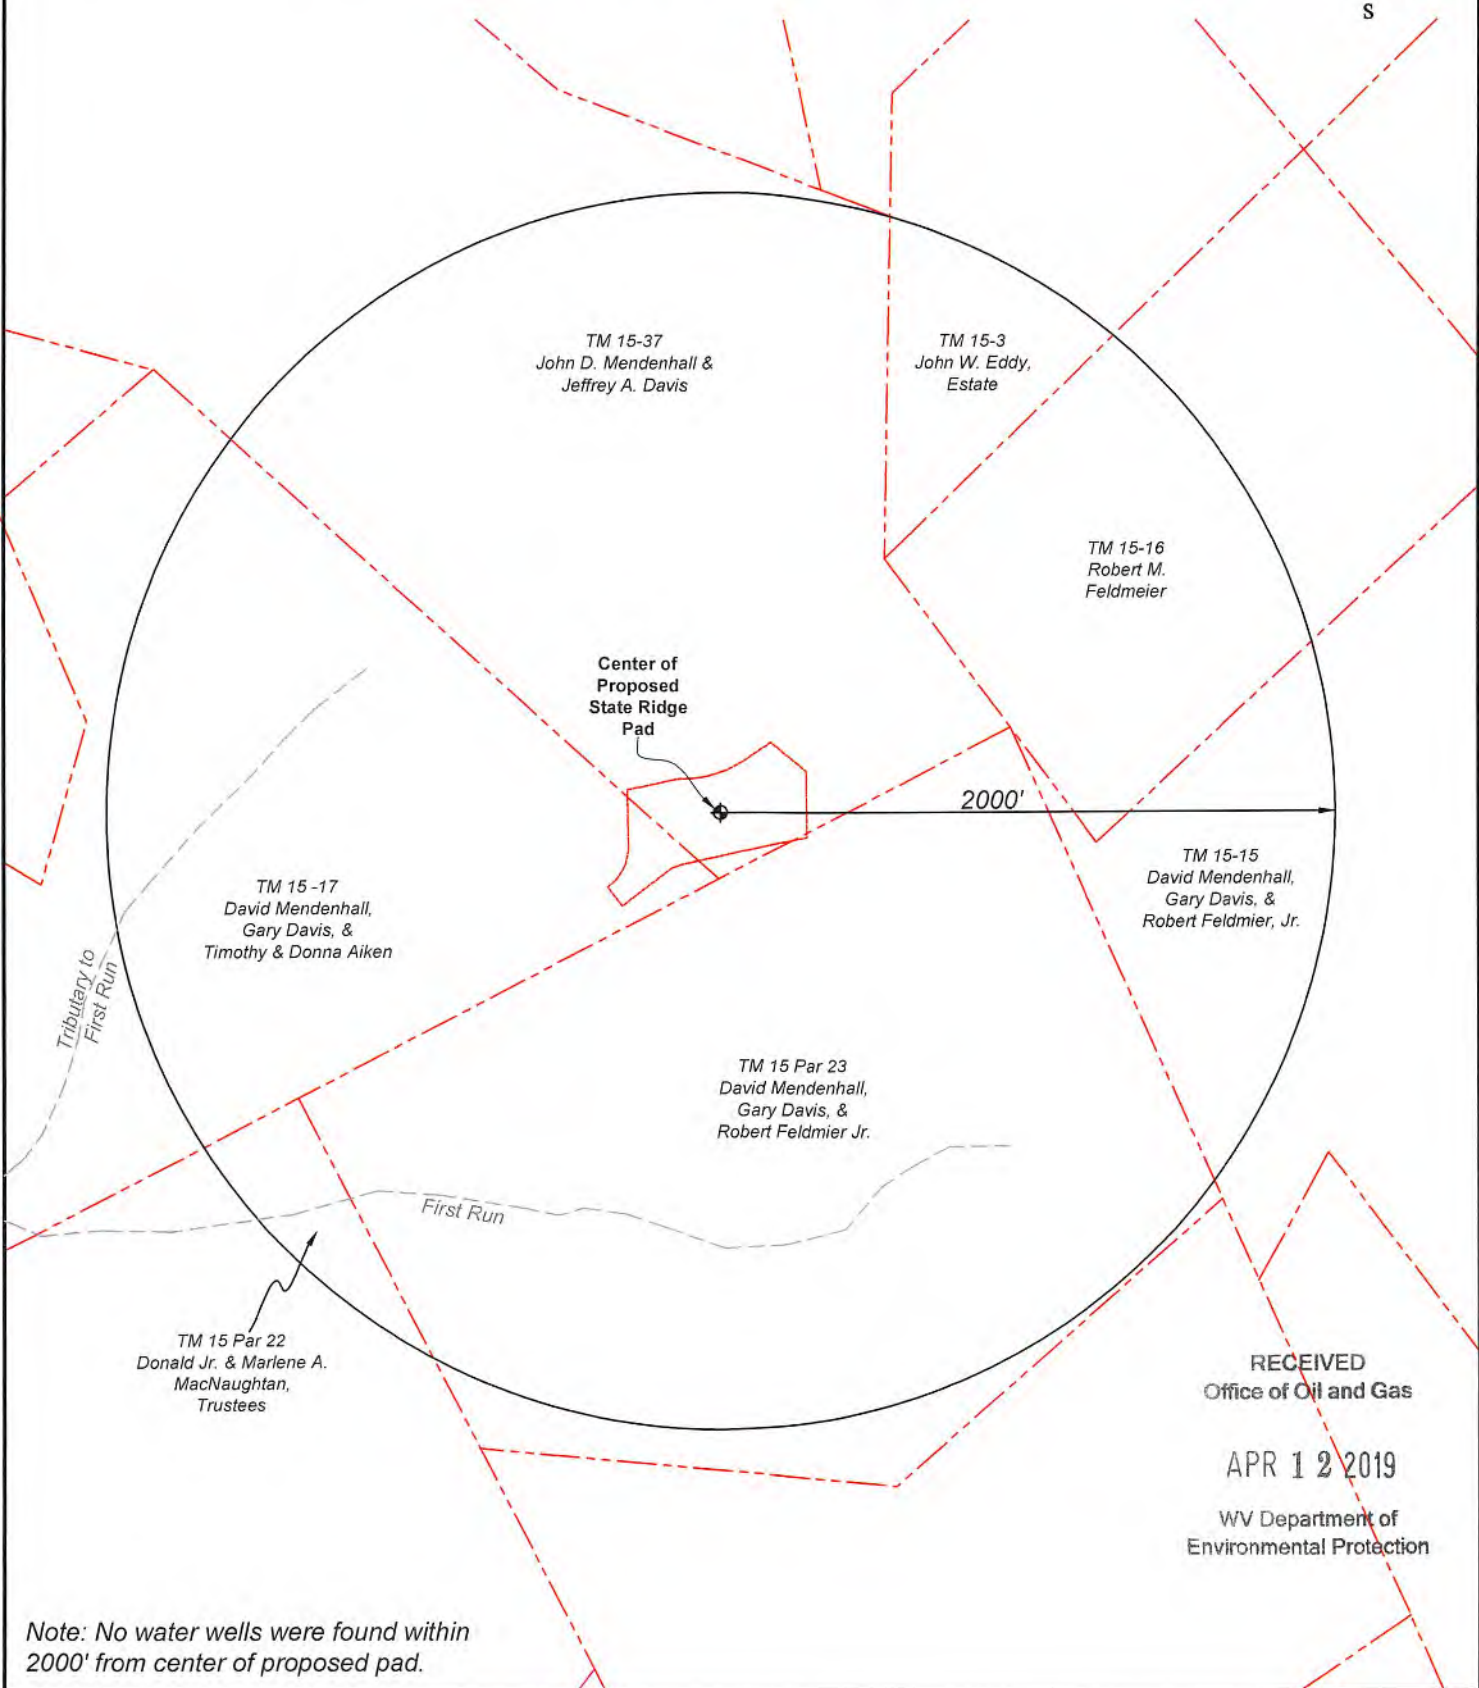 S
TM 15-37
John D. Mendenhall &
Jeffrey A. Davis
TM 15-3
John W. Eddy,
Estate
TM 15-16
Robert M.
Feldmeier
Center of
Proposed
State Ridge
Pad
2000'
TM 15-15
David Mendenhall,
Gary Davis, &
Robert Feldmier, Jr.
TM 15 -17
David Mendenhall,
Gary Davis, &
Timothy & Donna Aiken
Tributary to
First Run
TM 15 Par 23
David Mendenhall,
Gary Davis, &
Robert Feldmier Jr.
First Run
TM 15 Par 22
Donald Jr. & Marlene A.
MacNaughtan,
Trustees
RECEIVED
Office of Oil and Gas
APR 12 2019
WV Department of
Environmental Protection
Note: No water wells were found within
2000' from center of proposed pad.